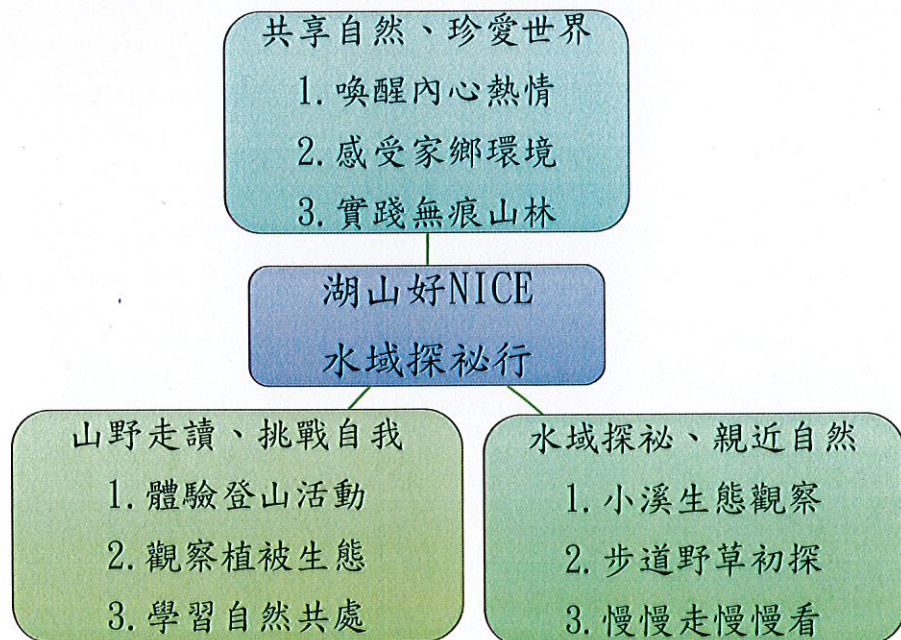 共享自然、珍愛世界
1.喚醒內心熱情
2.感受家鄉環境
3.實踐無痕山林
湖山好NICE
水域探祕行
山野走讀、挑戰自我
1.體驗登山活動
2.觀察植被生態
3.學習自然共處
水域探祕、親近自然
1.小溪生態觀察
2.步道野草初探
3.慢慢走慢慢看